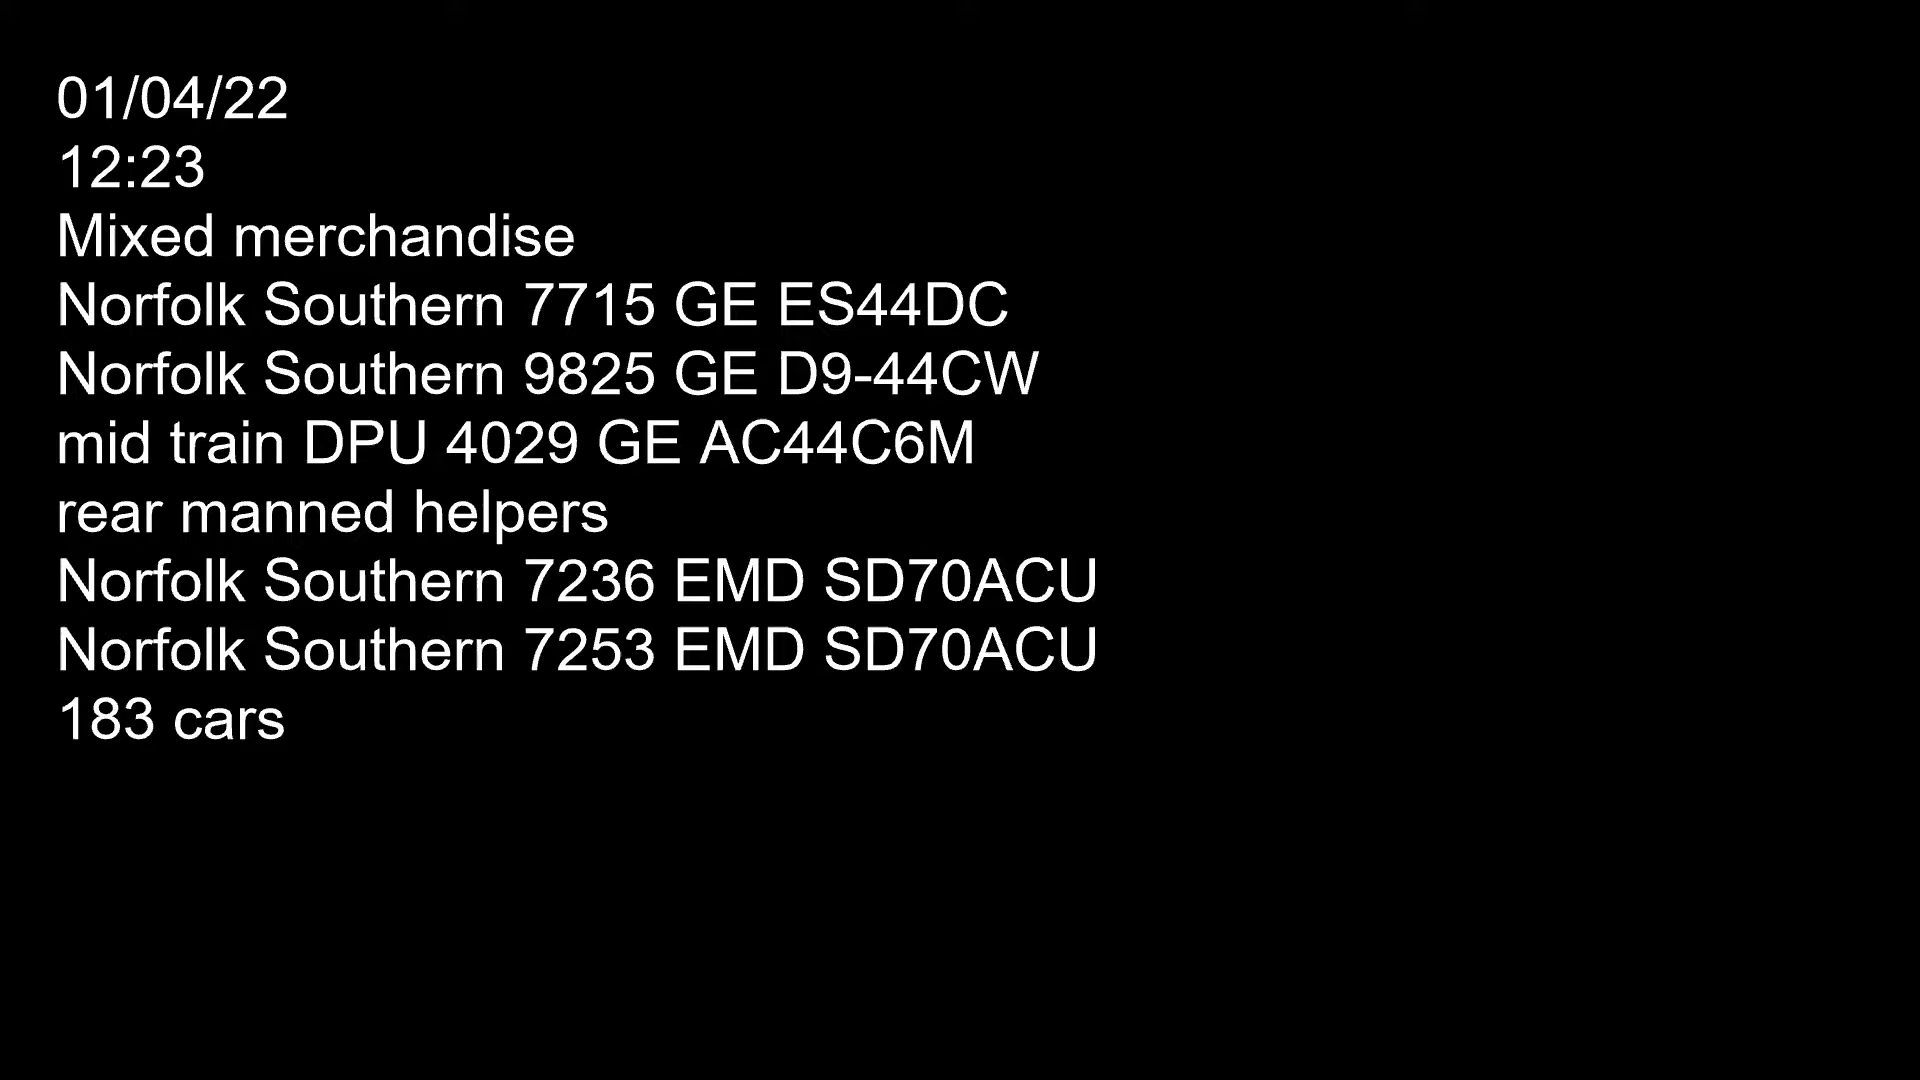 01/04/22
12:23
Mixed merchandise
Norfolk Southern 7715 GE ES44DC
Norfolk Southern 9825 GE D9-44CW
mid train DPU 4029 GE AC44C6M
rear manned helpers
Norfolk Southern 7236 EMD SD70ACU
Norfolk Southern 7253 EMD SD70ACU
183 cars